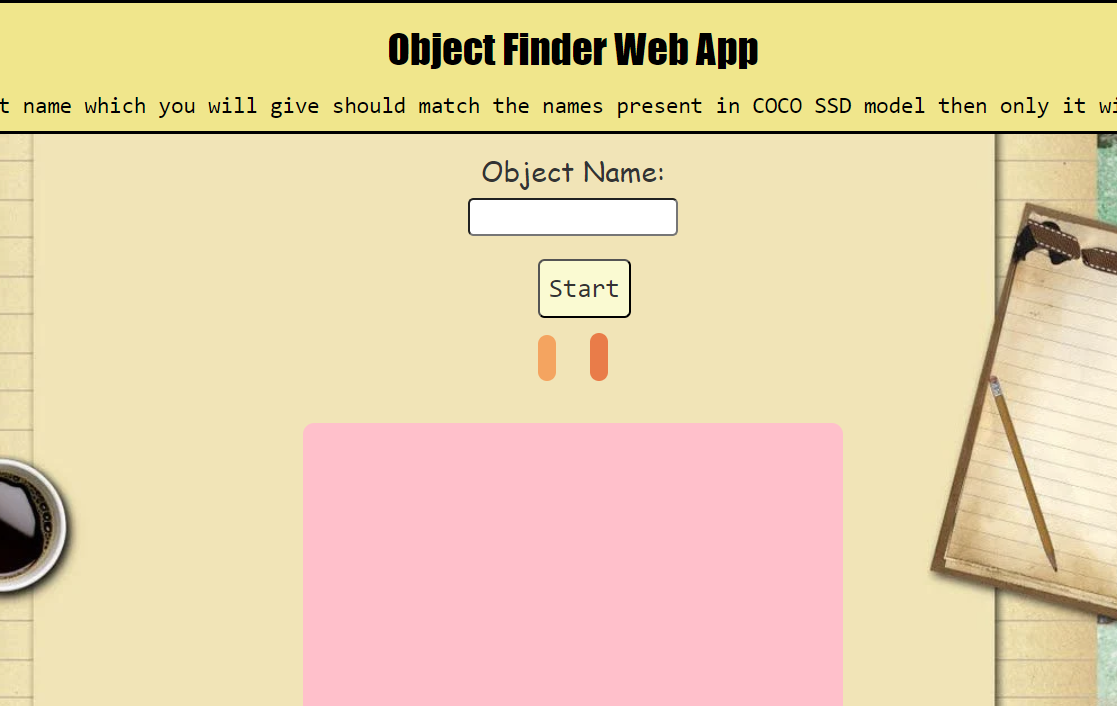 Object Finder Web App
t name which you will give should match the names present in COCO SSD model then only it wi
Object Name:
Start